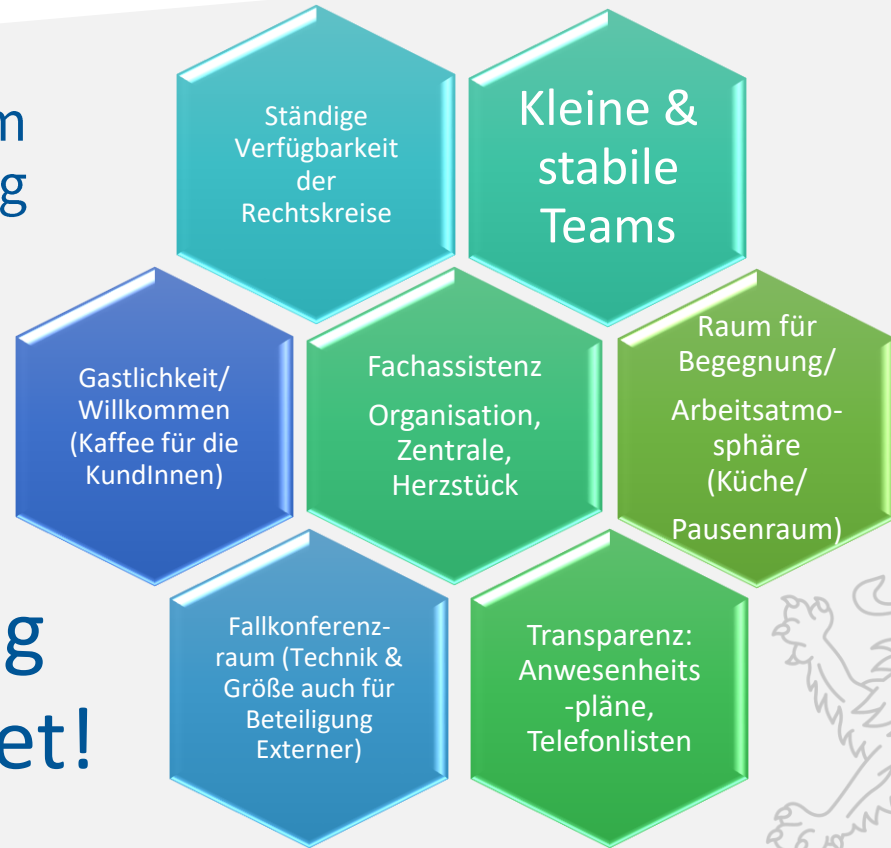 m
g
Ständige
Verfügbarkeit
der
Rechtskreise
Kleine &
stabile
Teams
Gastlichkeit/
Willkommen
(Kaffee für die
KundInnen)
Fachassistenz
Organisation,
Zentrale,
Herzstück
Raum für
Begegnung/
Arbeitsatmo-
sphäre
(Küche/
Pausenraum)
g
et!
Fallkonferenz-
raum (Technik &
Größe auch für
Beteiligung
Externer)
Transparenz:
Anwesenheits
-pläne,
Telefonlisten